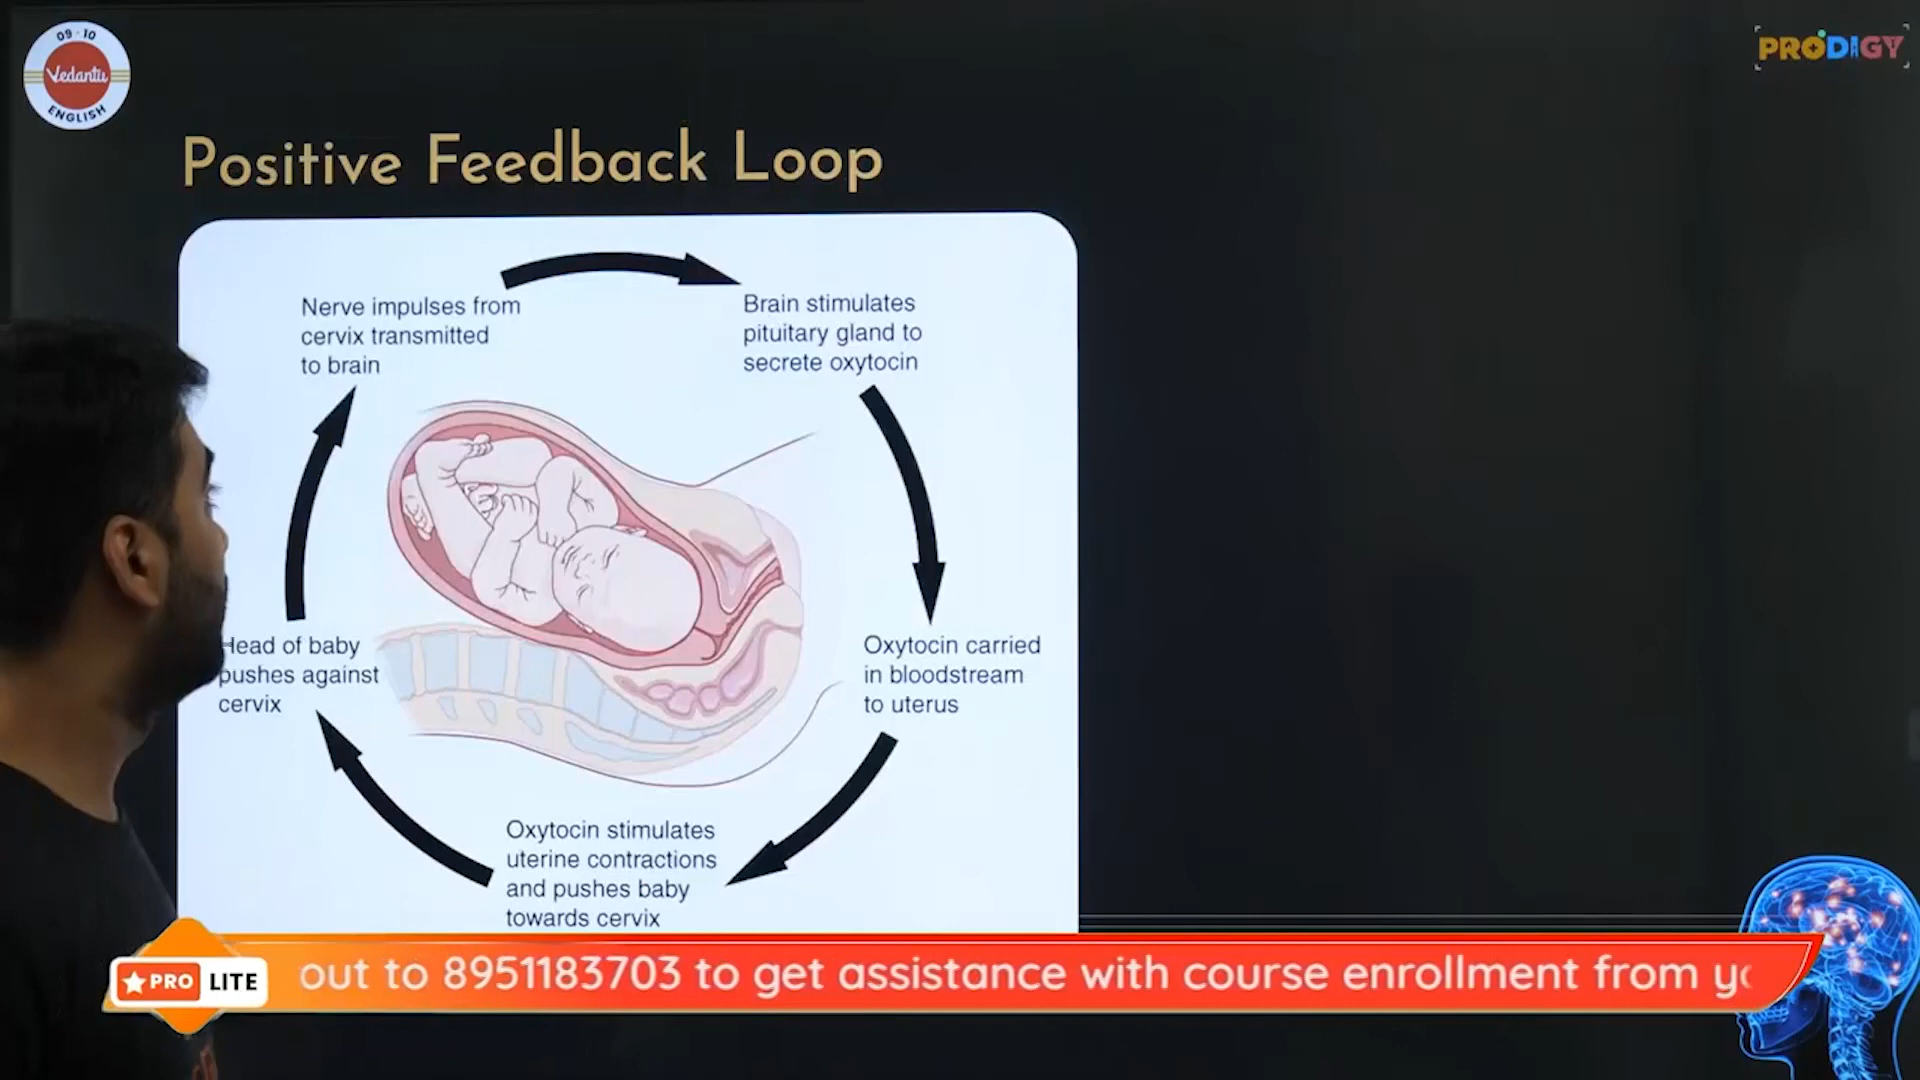 09-10
Vedantu
ENGLISH
PRODIGY
Positive Feedback Loop
Nerve impulses from
cervix transmitted
to brain
Brain stimulates
pituitary gland to
secrete oxytocin
Head of baby
pushes against
cervix
Oxytocin carried
in bloodstream
to uterus
Oxytocin stimulates
uterine contractions
and pushes baby
towards cervix
PRO LITE
out to 8951183703 to get assistance with course enrollment from